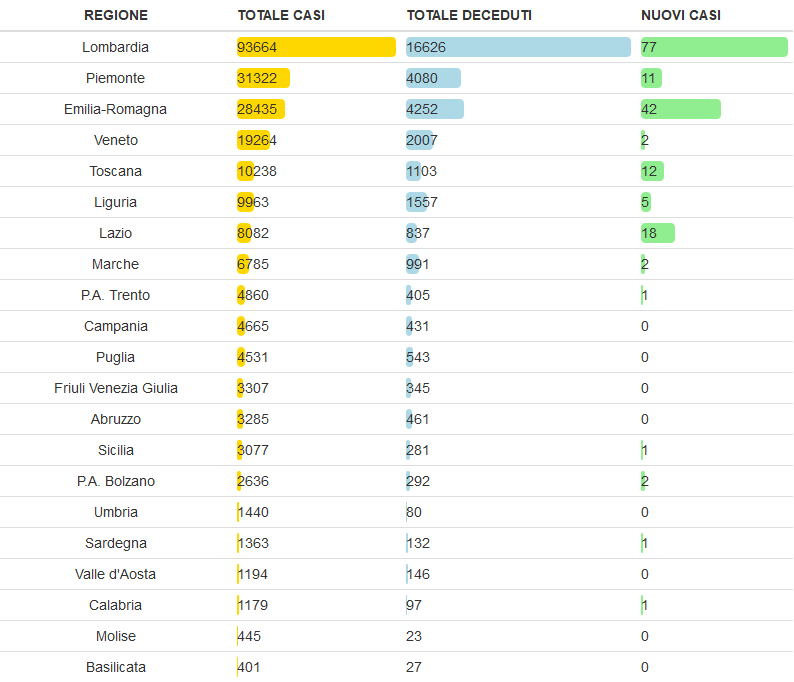 REGIONE TOTALE CASI TOTALE DECEDUTI NUOVI CASI
Lombardia 93664 16626 77
Piemonte 31322 4080 11
Emilia-Romagna 28435 4252 42
Veneto 19264 2007 2
Toscana 10238 1103 12
Liguria 9963 1557 5
Lazio 8082 837 18
Marche 6785 991 2
P.A. Trento 4860 405 1
Campania 4665 431 0
Puglia 4531 543 0
Friuli Venezia Giulia 3307 345 0
Abruzzo 3285 461 0
Sicilia 3077 281 1
P.A. Bolzano 2636 292 2
Umbria 1440 80 0
Sardegna 1363 132 1
Valle d'Aosta 1194 146 0
Calabria 1179 97 1
Molise 445 23 0
Basilicata 401 27 0